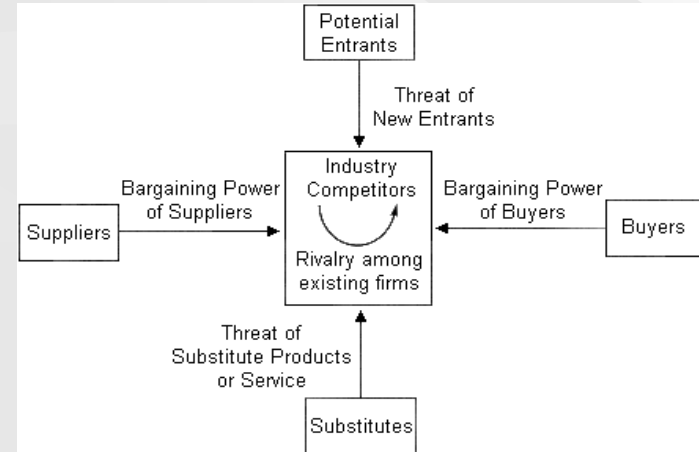 Potential
Entrants
Threat of
New Entrants
Industry
Competitors
Bargaining Power
of Suppliers
Bargaining Power
of Buyers
Suppliers
Buyers
Rivalry among
existing firms
Threat of
Substitute Products
or Service
Substitutes